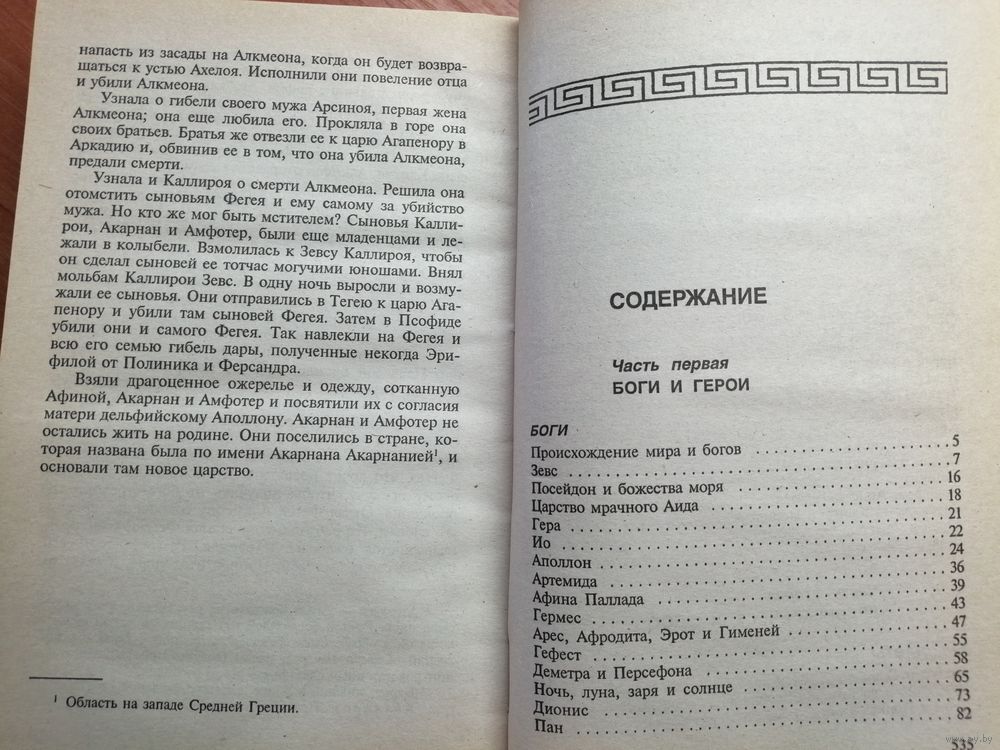 напасть из засады на Алкмеона, когда он будет возвра-
щаться к устью Ахелоя. Исполнили они повеление отца
и убили Алкмеона.
Узнала о гибели своего мужа Арсиноя, первая жена
Алкмеона; она еще любила его. Прокляла в горе она
своих братьев. Братья же отвезли ее к царю Агапенору в
Аркадию и, обвинив ее в том, что она убила Алкмеона,
предали смерти.
Узнала и Каллироя о смерти Алкмеона. Решила она
отомстить сыновьям Фегея и ему самому за убийство
мужа. Но кто же мог быть мстителем? Сыновья Калли-
рои, Акарнан и Амфотер, были еще младенцами и ле-
жали в колыбели. Взмолилась к Зевсу Каллироя, чтобы
он сделал сыновей ее тотчас могучими юношами. Внял
мольбам Каллирои Зевс. В одну ночь выросли и возму-
жали ее сыновья. Они отправились в Тегею к царю Ага-
пенору и убили там сыновей Фегея. Затем в Псофиде
убили они и самого Фегея. Так навлекли на Фегея и
всю его семью гибель дары, полученные некогда Эри-
филой от Полиника и Ферсандра.
Взяли драгоценное ожерелье и одежду, сотканную
Афиной, Акарнан и Амфотер и посвятили их с согласия
матери дельфийскому Аполлону. Акарнан и Амфотер не
остались жить на родине. Они поселились в стране, ко-
торая названа была по имени Акарнана Акарнанией¹, и
основали там новое царство.
¹ Область на западе Средней Греции.
СОДЕРЖАНИЕ
Часть первая
БОГИ И ГЕРОИ
БОГИ
Происхождение мира и богов 5
Зевс 7
Посейдон и божества моря 16
Царство мрачного Аида 18
Гера 21
Ио 22
Аполлон 24
Артемида 36
Афина Паллада 39
Гермес 43
Арес, Афродита, Эрот и Гименей 47
Гефест 55
Деметра и Персефона 58
Ночь, луна, заря и солнце 65
Дионис 73
Пан 82
535
www.ay.by